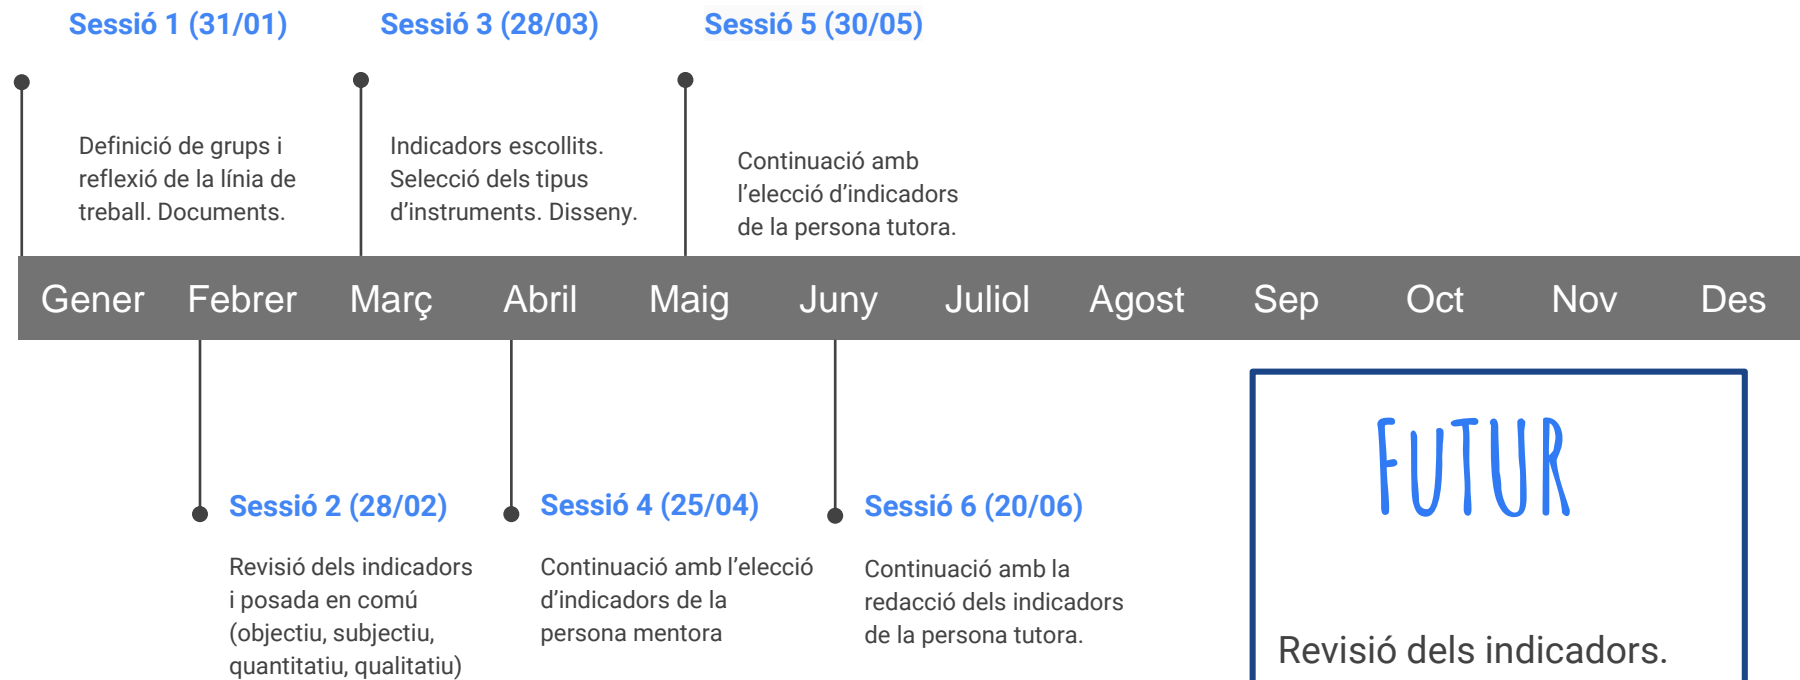 Sessió 1 (31/01)
Definició de grups i
reflexió de la línia de
treball. Documents.
Sessió 3 (28/03)
Indicadors escollits.
Selecció dels tipus
d’instruments. Disseny.
Sessió 5 (30/05)
Continuació amb
l’elecció d’indicadors
de la persona tutora.
Gener Febrer Març Abril Maig Juny Juliol Agost Sep Oct Nov Des
Sessió 2 (28/02)
Revisió dels indicadors
i posada en comú
(objectiu, subjectiu,
quantitatiu, qualitatiu)
Sessió 4 (25/04)
Continuació amb l’elecció
d’indicadors de la
persona mentora
Sessió 6 (20/06)
Continuació amb la
redacció dels indicadors
de la persona tutora.
FUTUR
Revisió dels indicadors.